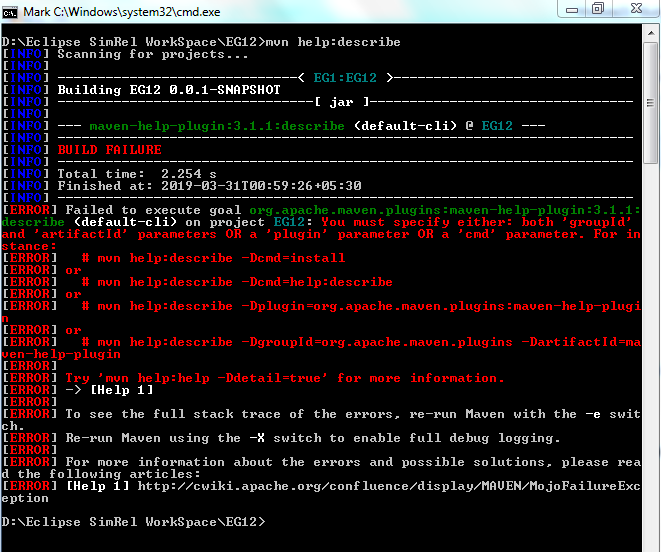 Mark C:\Windows\system32\cmd.exe
D:\Eclipse SimRel WorkSpace\EG12>mvn help:describe
[INFO] Scanning for projects...
[INFO]
[INFO] -------------------------------< EG1:EG12 >-------------------------------
[INFO] Building EG12 0.0.1-SNAPSHOT
[INFO] --------------------------------[ jar ]---------------------------------
[INFO]
[INFO] --- maven-help-plugin:3.1.1:describe (default-cli) @ EG12 ---
[INFO] ------------------------------------------------------------------------
[INFO] BUILD FAILURE
[INFO] ------------------------------------------------------------------------
[INFO] Total time:  2.254 s
[INFO] Finished at: 2019-03-31T00:59:26+05:30
[INFO] ------------------------------------------------------------------------
[ERROR] Failed to execute goal org.apache.maven.plugins:maven-help-plugin:3.1.1:
describe (default-cli) on project EG12: You must specify either: both 'groupId'
and 'artifactId' parameters OR a 'plugin' parameter OR a 'cmd' parameter. For in
stance:
[ERROR]   # mvn help:describe -Dcmd=install
[ERROR] or
[ERROR]   # mvn help:describe -Dcmd=help:describe
[ERROR] or
[ERROR]   # mvn help:describe -Dplugin=org.apache.maven.plugins:maven-help-plugi
n
[ERROR] or
[ERROR]   # mvn help:describe -DgroupId=org.apache.maven.plugins -DartifactId=ma
ven-help-plugin
[ERROR]
[ERROR] Try 'mvn help:help -Ddetail=true' for more information.
[ERROR] -> [Help 1]
[ERROR]
[ERROR] To see the full stack trace of the errors, re-run Maven with the -e swit
ch.
[ERROR] Re-run Maven using the -X switch to enable full debug logging.
[ERROR]
[ERROR] For more information about the errors and possible solutions, please rea
d the following articles:
[ERROR] [Help 1] http://cwiki.apache.org/confluence/display/MAVEN/MojoFailureExc
eption
D:\Eclipse SimRel WorkSpace\EG12>